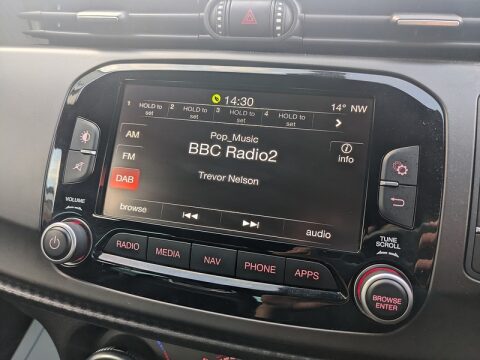 14:30
14° NW
1 HOLD to set 2 HOLD to set 3 HOLD to set 4 HOLD to set
AM
Pop_Music
BBC Radio2
info
FM
Trevor Nelson
DAB
browse
audio
VOLUME
TUNE
SCROLL
RADIO MEDIA NAV PHONE APPS
BROWSE
ENTER